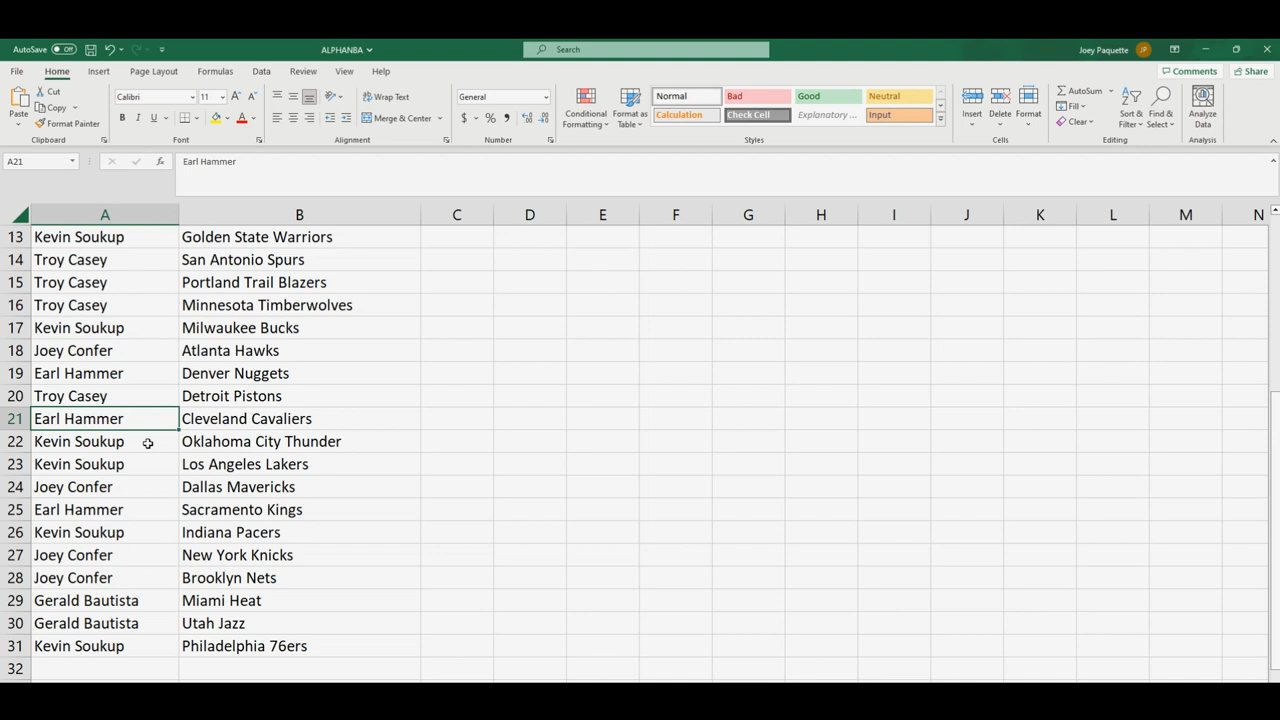 AutoSave Off ALPHANBA Search Joey Paquette JP
File Home Insert Page Layout Formulas Data Review View Help Comments Share
Paste Cut Copy Format Painter Clipboard
Calibri 11 A A B I U A Font
Wrap Text Merge & Center Alignment
General $ % , Number
Conditional Formatting Format as Table
Normal Bad Good Neutral
Calculation Check Cell Explanatory ... Input
Styles
Insert Delete Format Cells
AutoSum Fill Clear Sort & Filter Find & Select Editing
Analyze Data Analysis
A21 fx Earl Hammer
A B C D E F G H I J K L M N
13 Kevin Soukup Golden State Warriors
14 Troy Casey San Antonio Spurs
15 Troy Casey Portland Trail Blazers
16 Troy Casey Minnesota Timberwolves
17 Kevin Soukup Milwaukee Bucks
18 Joey Confer Atlanta Hawks
19 Earl Hammer Denver Nuggets
20 Troy Casey Detroit Pistons
21 Earl Hammer Cleveland Cavaliers
22 Kevin Soukup Oklahoma City Thunder
23 Kevin Soukup Los Angeles Lakers
24 Joey Confer Dallas Mavericks
25 Earl Hammer Sacramento Kings
26 Kevin Soukup Indiana Pacers
27 Joey Confer New York Knicks
28 Joey Confer Brooklyn Nets
29 Gerald Bautista Miami Heat
30 Gerald Bautista Utah Jazz
31 Kevin Soukup Philadelphia 76ers
32